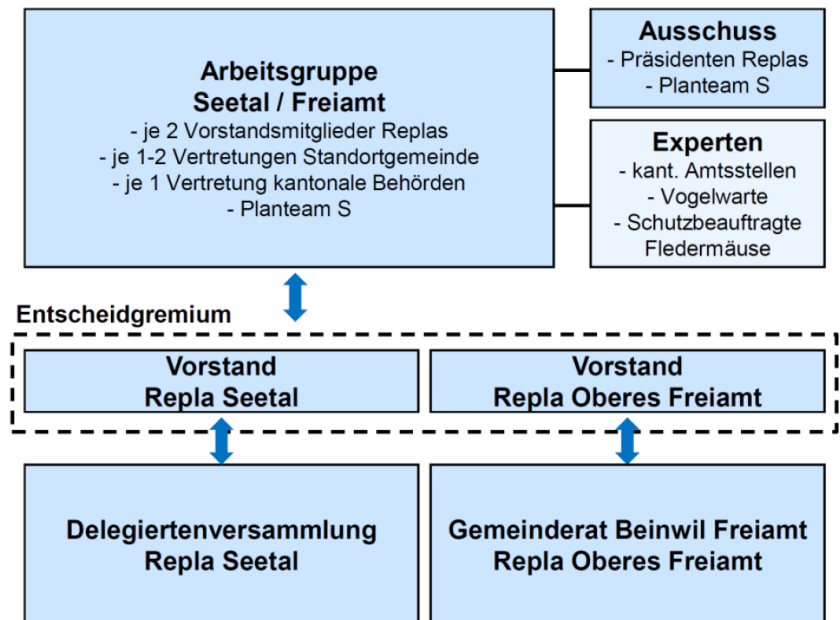 Arbeitsgruppe
Seetal / Freiamt
- je 2 Vorstandsmitglieder Replas
- je 1-2 Vertretungen Standortgemeinde
- je 1 Vertretung kantonale Behörden
- Planteam S
Ausschuss
- Präsidenten Replas
- Planteam S
Experten
- kant. Amtsstellen
- Vogelwarte
- Schutzbeauftragte
Fledermäuse
Entscheidgremium
Vorstand
Repla Seetal
Vorstand
Repla Oberes Freiamt
Delegiertenversammlung
Repla Seetal
Gemeinderat Beinwil Freiamt
Repla Oberes Freiamt